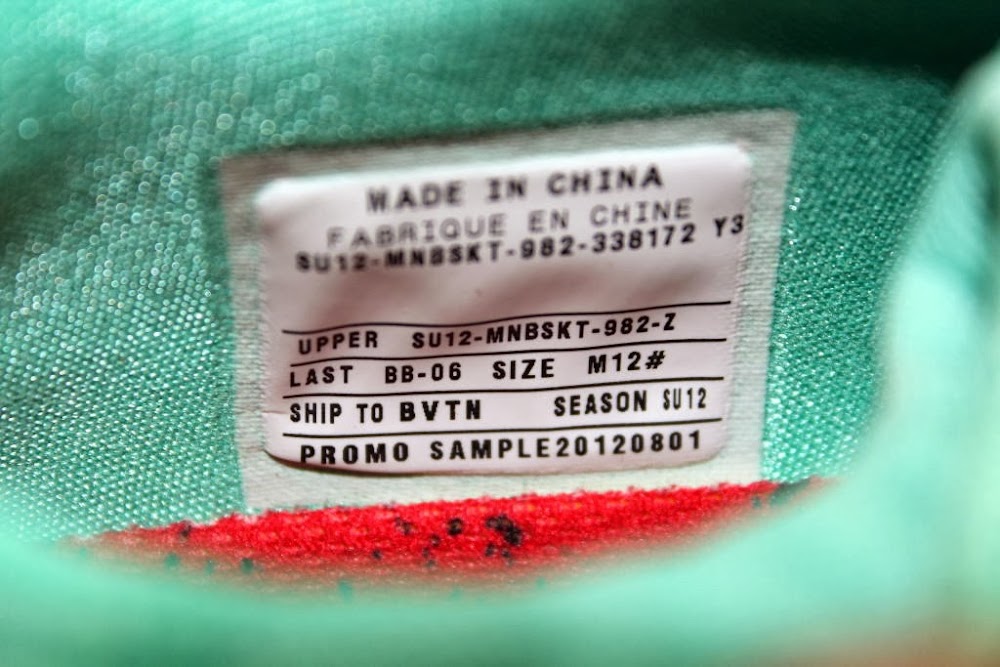 MADE IN CHINA
FABRIQUE EN CHINE
SU12-MNBSKT-982-338172 Y3
UPPER SU12-MNBSKT-982-Z
LAST BB-06 SIZE M12#
SHIP TO BVTN SEASON SU12
PROMO SAMPLE20120801